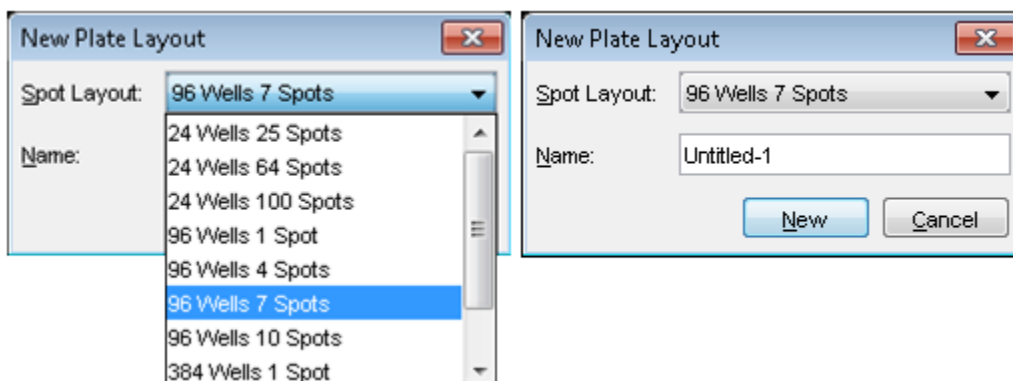 New Plate Layout
Spot Layout: 96 Wells 7 Spots
Name:
24 Wells 25 Spots
24 Wells 64 Spots
24 Wells 100 Spots
96 Wells 1 Spot
96 Wells 4 Spots
96 Wells 7 Spots
96 Wells 10 Spots
384 Wells 1 Spot
New Plate Layout
Spot Layout: 96 Wells 7 Spots
Name: Untitled-1
New Cancel